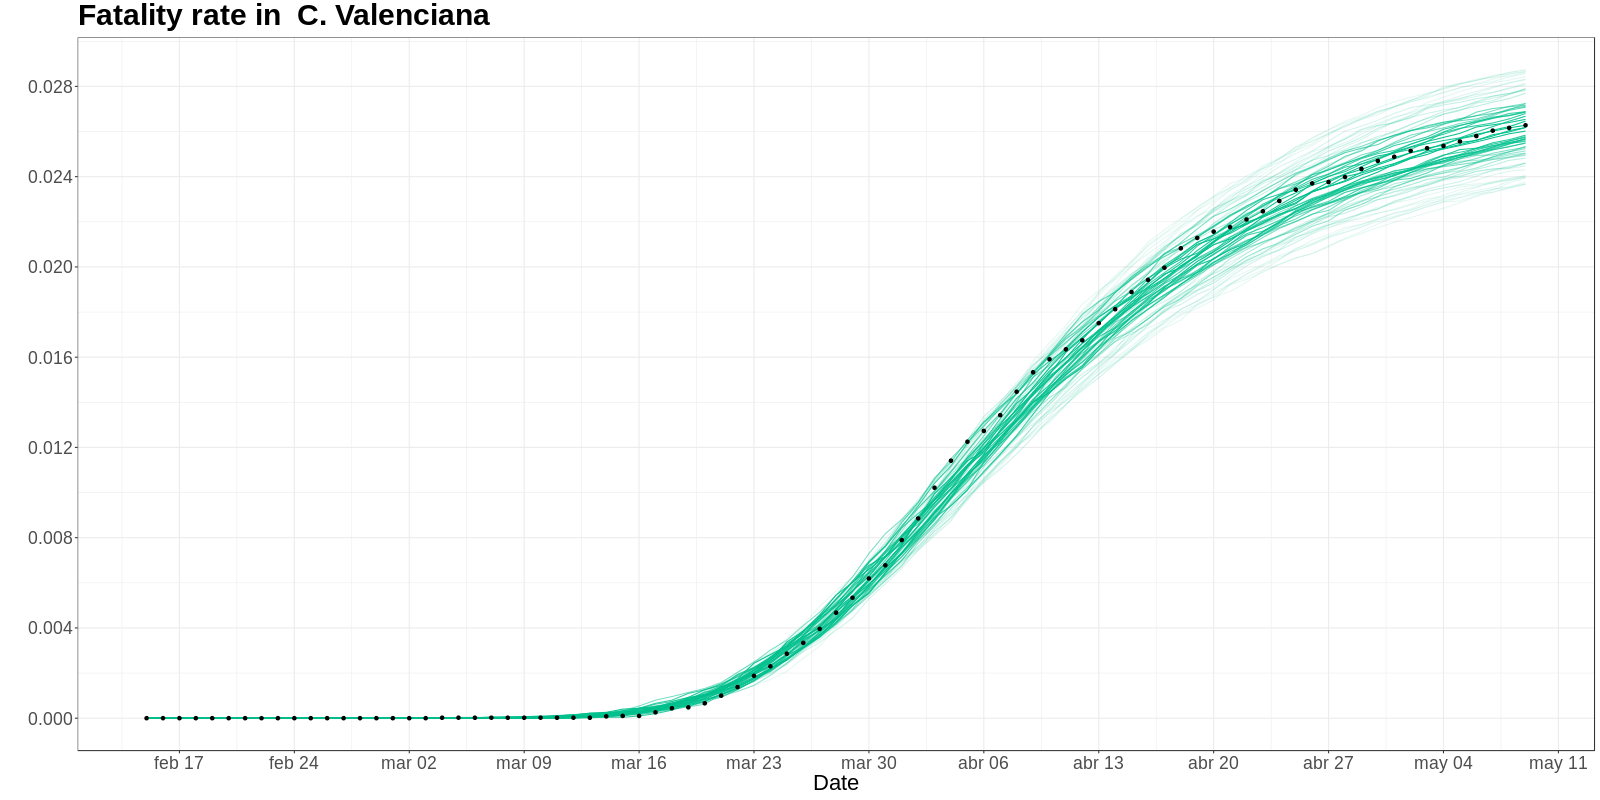 Fatality rate in  C. Valenciana
0.028
0.024
0.020
0.016
0.012
0.008
0.004
0.000
feb 17 feb 24 mar 02 mar 09 mar 16 mar 23 mar 30 abr 06 abr 13 abr 20 abr 27 may 04 may 11
Date